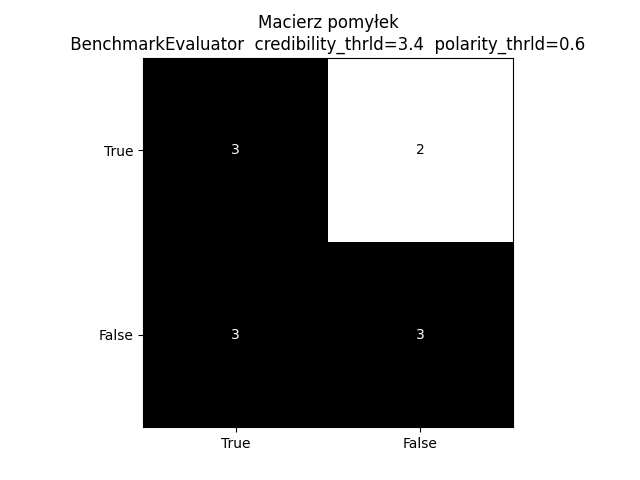 Macierz pomyłek
BenchmarkEvaluator  credibility_thrld=3.4  polarity_thrld=0.6
True 3 2
False 3 3
True False